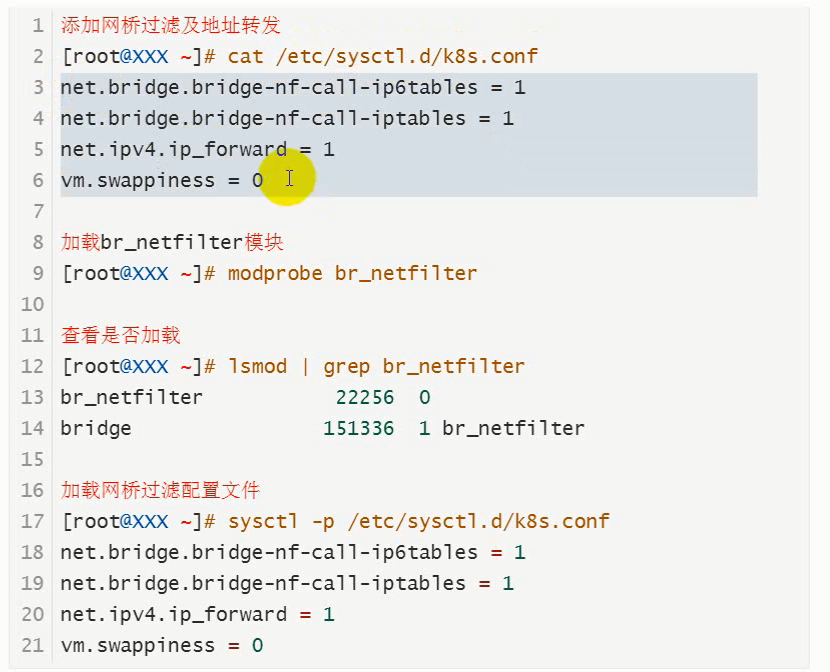 1 添加网桥过滤及地址转发
2 [root@XXX ~]# cat /etc/sysctl.d/k8s.conf
3 net.bridge.bridge-nf-call-ip6tables = 1
4 net.bridge.bridge-nf-call-iptables = 1
5 net.ipv4.ip_forward = 1
6 vm.swappiness = 0
7
8 加载br_netfilter模块
9 [root@XXX ~]# modprobe br_netfilter
10
11 查看是否加载
12 [root@XXX ~]# lsmod | grep br_netfilter
13 br_netfilter           22256  0
14 bridge                151336  1 br_netfilter
15
16 加载网桥过滤配置文件
17 [root@XXX ~]# sysctl -p /etc/sysctl.d/k8s.conf
18 net.bridge.bridge-nf-call-ip6tables = 1
19 net.bridge.bridge-nf-call-iptables = 1
20 net.ipv4.ip_forward = 1
21 vm.swappiness = 0